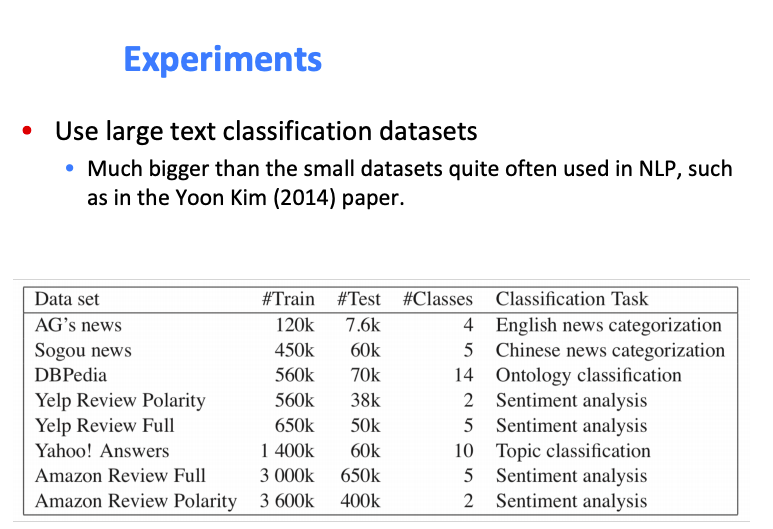 Experiments
• Use large text classification datasets
• Much bigger than the small datasets quite often used in NLP, such
as in the Yoon Kim (2014) paper.
Data set #Train #Test #Classes Classification Task
AG's news 120k 7.6k 4 English news categorization
Sogou news 450k 60k 5 Chinese news categorization
DBPedia 560k 70k 14 Ontology classification
Yelp Review Polarity 560k 38k 2 Sentiment analysis
Yelp Review Full 650k 50k 5 Sentiment analysis
Yahoo! Answers 1 400k 60k 10 Topic classification
Amazon Review Full 3 000k 650k 5 Sentiment analysis
Amazon Review Polarity 3 600k 400k 2 Sentiment analysis